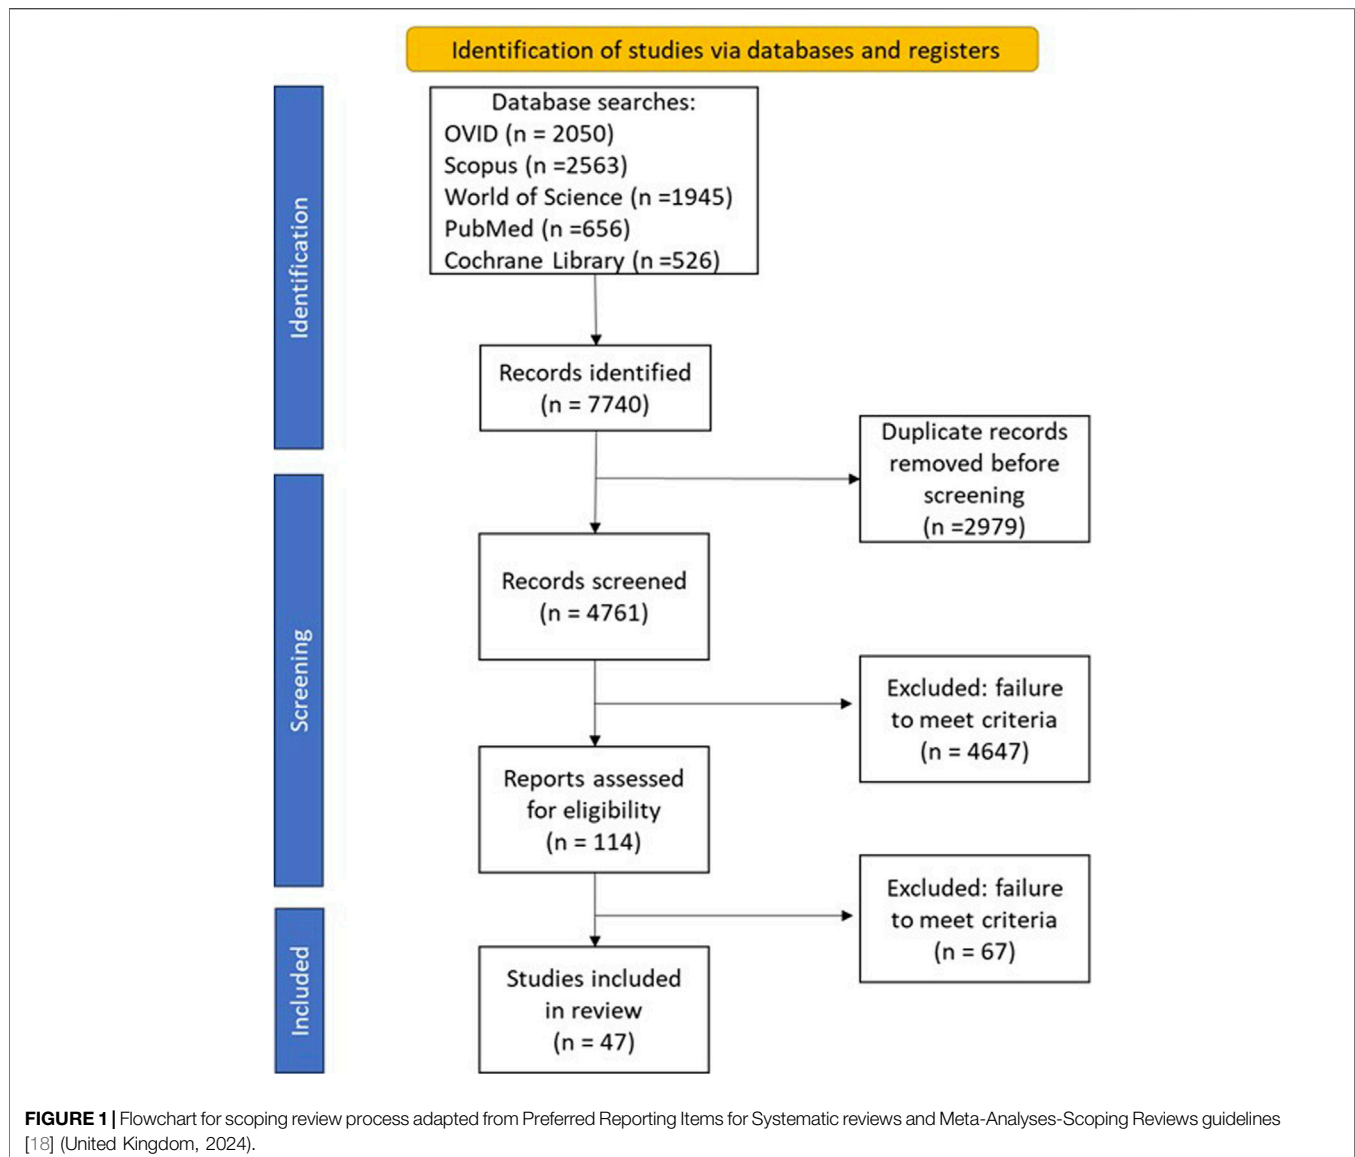 Identification of studies via databases and registers
Identification
Database searches:
OVID (n = 2050)
Scopus (n =2563)
World of Science (n =1945)
PubMed (n =656)
Cochrane Library (n =526)
Records identified
(n = 7740)
Duplicate records
removed before
screening
(n =2979)
Screening
Records screened
(n = 4761)
Excluded: failure
to meet criteria
(n = 4647)
Reports assessed
for eligibility
(n = 114)
Excluded: failure
to meet criteria
(n = 67)
Included
Studies included
in review
(n = 47)
FIGURE 1 | Flowchart for scoping review process adapted from Preferred Reporting Items for Systematic reviews and Meta-Analyses-Scoping Reviews guidelines
[18] (United Kingdom, 2024).